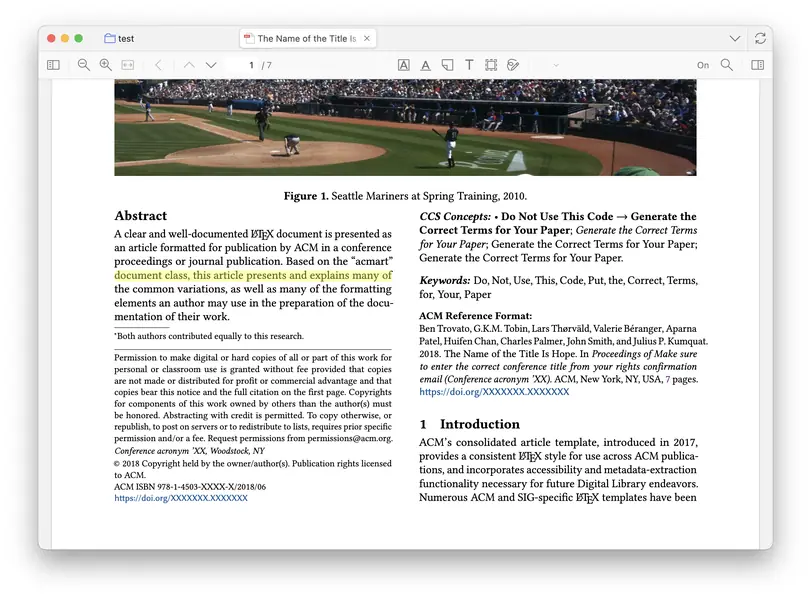 test
The Name of the Title Is
1 / 7
On
Figure 1. Seattle Mariners at Spring Training, 2010.
Abstract
A clear and well-documented LATEX document is presented as
an article formatted for publication by ACM in a conference
proceedings or journal publication. Based on the “acmart”
document class, this article presents and explains many of
the common variations, as well as many of the formatting
elements an author may use in the preparation of the docu-
mentation of their work.
*Both authors contributed equally to this research.
Permission to make digital or hard copies of all or part of this work for
personal or classroom use is granted without fee provided that copies
are not made or distributed for profit or commercial advantage and that
copies bear this notice and the full citation on the first page. Copyrights
for components of this work owned by others than the author(s) must
be honored. Abstracting with credit is permitted. To copy otherwise, or
republish, to post on servers or to redistribute to lists, requires prior specific
permission and/or a fee. Request permissions from permissions@acm.org.
Conference acronym ’XX, Woodstock, NY
© 2018 Copyright held by the owner/author(s). Publication rights licensed
to ACM.
ACM ISBN 978-1-4503-XXXX-X/2018/06
https://doi.org/XXXXXXX.XXXXXXX
CCS Concepts: • Do Not Use This Code → Generate the
Correct Terms for Your Paper; Generate the Correct Terms
for Your Paper; Generate the Correct Terms for Your Paper;
Generate the Correct Terms for Your Paper.
Keywords: Do, Not, Use, This, Code, Put, the, Correct, Terms,
for, Your, Paper
ACM Reference Format:
Ben Trovato, G.K.M. Tobin, Lars Thørväld, Valerie Béranger, Aparna
Patel, Huifen Chan, Charles Palmer, John Smith, and Julius P. Kumquat.
2018. The Name of the Title Is Hope. In Proceedings of Make sure
to enter the correct conference title from your rights confirmation
email (Conference acronym ’XX). ACM, New York, NY, USA, 7 pages.
https://doi.org/XXXXXXX.XXXXXXX
1 Introduction
ACM’s consolidated article template, introduced in 2017,
provides a consistent LATEX style for use across ACM publica-
tions, and incorporates accessibility and metadata-extraction
functionality necessary for future Digital Library endeavors.
Numerous ACM and SIG-specific LATEX templates have been